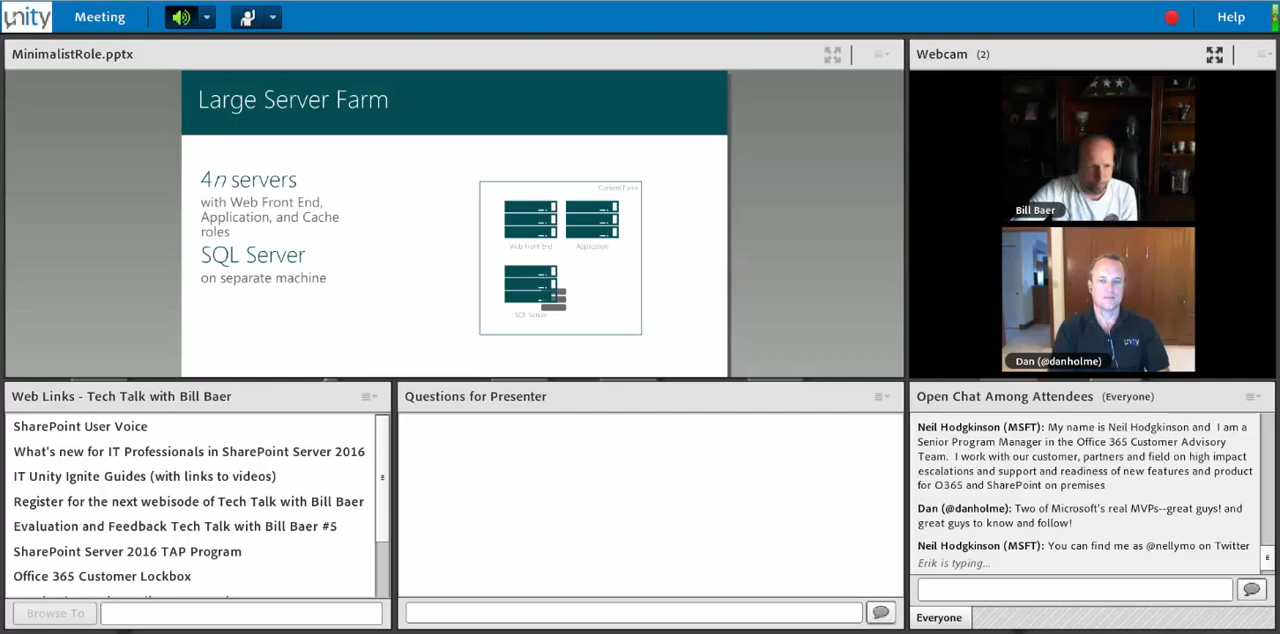 unity
Meeting
Help
MinimalistRole.pptx
Large Server Farm
4n servers
with Web Front End,
Application, and Cache
roles
SQL Server
on separate machine
Content Farm
Web Front End
Application
SQL Server
Webcam (2)
Bill Baer
unity
Dan (@danholme)
Web Links - Tech Talk with Bill Baer
SharePoint User Voice
What's new for IT Professionals in SharePoint Server 2016
IT Unity Ignite Guides (with links to videos)
Register for the next webisode of Tech Talk with Bill Baer
Evaluation and Feedback Tech Talk with Bill Baer #5
SharePoint Server 2016 TAP Program
Office 365 Customer Lockbox
Browse To
Questions for Presenter
Open Chat Among Attendees (Everyone)
Neil Hodgkinson (MSFT): My name is Neil Hodgkinson and I am a
Senior Program Manager in the Office 365 Customer Advisory
Team. I work with our customer, partners and field on high impact
escalations and support and readiness of new features and product
for O365 and SharePoint on premises
Dan (@danholme): Two of Microsoft's real MVPs--great guys! and
great guys to know and follow!
Neil Hodgkinson (MSFT): You can find me as @nellymo on Twitter
Erik is typing...
Everyone